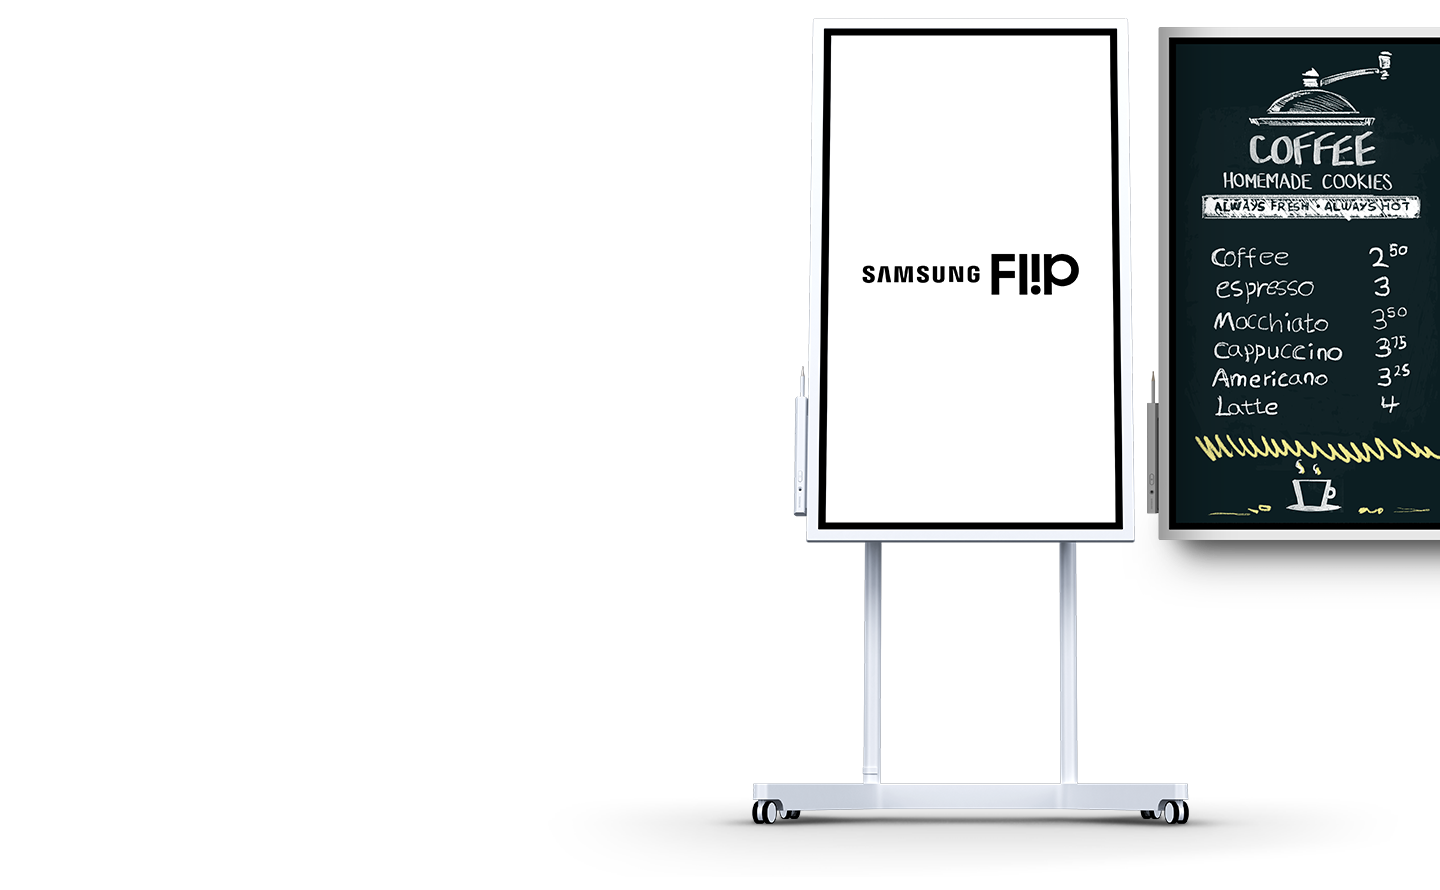 SAMSUNG Flip
COFFEE
HOMEMADE COOKIES
ALWAYS FRESH • ALWAYS HOT
Coffee 2 50
espresso 3
Macchiato 3 50
Cappuccino 3 75
Americano 3 25
Latte 4